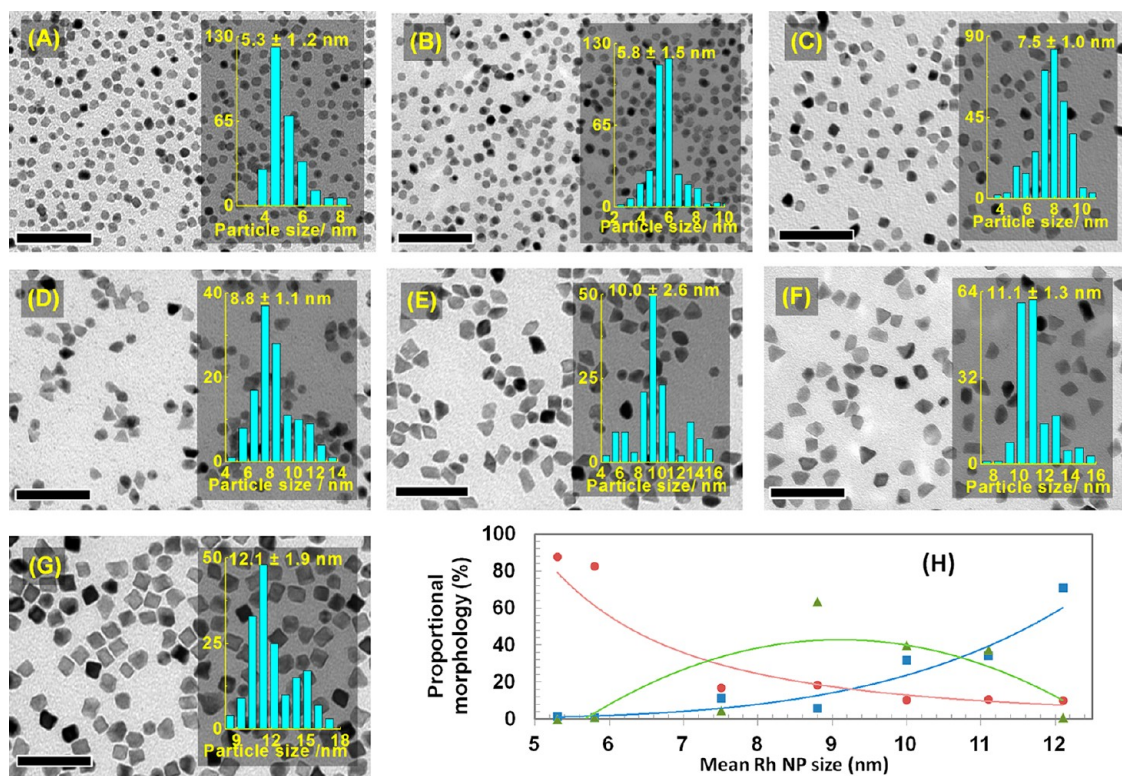 (A)
5.3 ± 1 .2 nm
130
65
0
4 6 8
Particle size/ nm
(B)
5.8 ± 1.5 nm
130
65
0
2 4 6 8 10
Particle size/ nm
(C)
7.5 ± 1.0 nm
90
45
0
4 6 8 10
Particle size/ nm
(D)
8.8 ± 1.1 nm
40
20
0
4 6 8 10 12 14
Particle size / nm
(E)
10.0 ± 2.6 nm
50
25
0
4 6 8 10 12 14 16
Particle size/ nm
(F)
11.1 ± 1.3 nm
64
32
0
8 10 12 14 16
Particle size/ nm
(G)
12.1 ± 1.9 nm
50
25
0
9 12 15 18
Particle size /nm
(H)
Proportional
morphology (%)
100
80
60
40
20
0
5 6 7 8 9 10 11 12
Mean Rh NP size (nm)